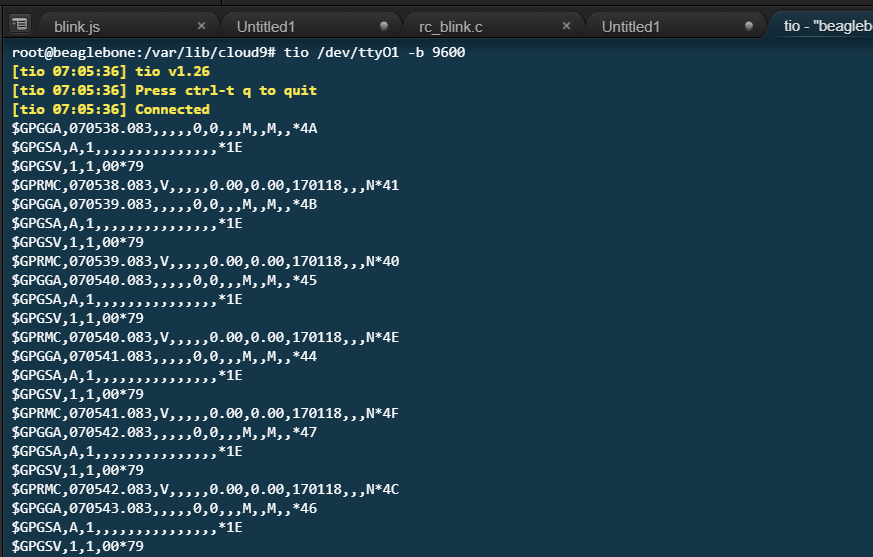 blink.js
Untitled1
rc_blink.c
Untitled1
tio - "beaglebo
root@beaglebone:/var/lib/cloud9# tio /dev/ttyO1 -b 9600
[tio 07:05:36] tio v1.26
[tio 07:05:36] Press ctrl-t q to quit
[tio 07:05:36] Connected
$GPGGA,070538.083,,,,,0,0,,,M,,M,,*4A
$GPGSA,A,1,,,,,,,,,,,,,,,*1E
$GPGSV,1,1,00*79
$GPRMC,070538.083,V,,,,,0.00,0.00,170118,,,N*41
$GPGGA,070539.083,,,,,0,0,,,M,,M,,*4B
$GPGSA,A,1,,,,,,,,,,,,,,,*1E
$GPGSV,1,1,00*79
$GPRMC,070539.083,V,,,,,0.00,0.00,170118,,,N*40
$GPGGA,070540.083,,,,,0,0,,,M,,M,,*45
$GPGSA,A,1,,,,,,,,,,,,,,,*1E
$GPGSV,1,1,00*79
$GPRMC,070540.083,V,,,,,0.00,0.00,170118,,,N*4E
$GPGGA,070541.083,,,,,0,0,,,M,,M,,*44
$GPGSA,A,1,,,,,,,,,,,,,,,*1E
$GPGSV,1,1,00*79
$GPRMC,070541.083,V,,,,,0.00,0.00,170118,,,N*4F
$GPGGA,070542.083,,,,,0,0,,,M,,M,,*47
$GPGSA,A,1,,,,,,,,,,,,,,,*1E
$GPGSV,1,1,00*79
$GPRMC,070542.083,V,,,,,0.00,0.00,170118,,,N*4C
$GPGGA,070543.083,,,,,0,0,,,M,,M,,*46
$GPGSA,A,1,,,,,,,,,,,,,,,*1E
$GPGSV,1,1,00*79